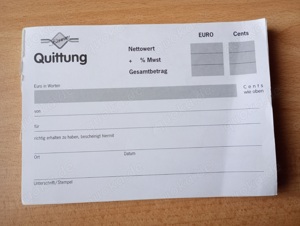 EURO Cents
Quittung
Nettowert
+ % Mwst
Gesamtbetrag
Euro in Worten
Cents
wie oben
von
für
richtig erhalten zu haben, bescheinigt hiermit
Ort Datum
Unterschrift/Stempel